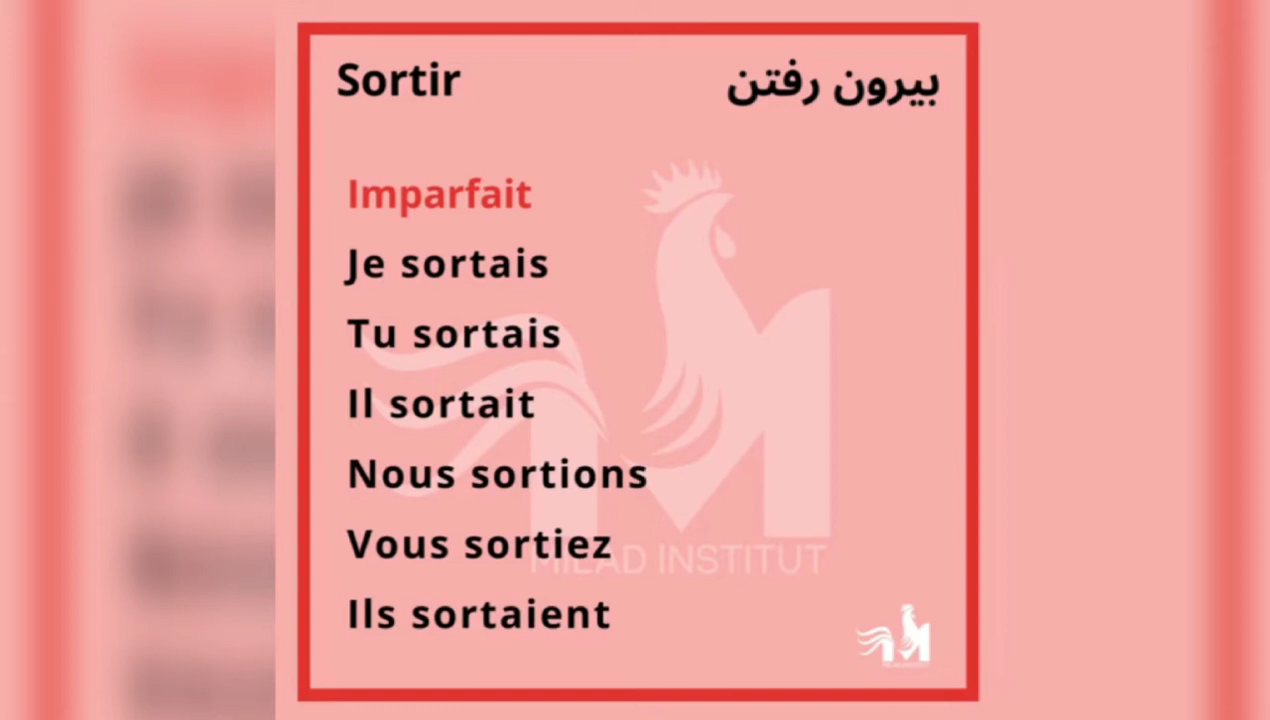 Sortir بیرون رفتن
Imparfait
Je sortais
Tu sortais
Il sortait
Nous sortions
Vous sortiez
Ils sortaient
MILAD INSTITUT